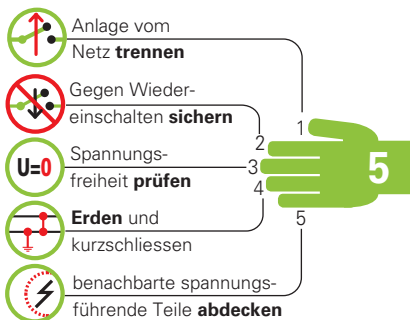 Anlage vom
Netz trennen
Gegen Wieder-
einschalten sichern
U=0
Spannungs-
freiheit prüfen
Erden und
kurzschliessen
benachbarte spannungs-
führende Teile abdecken
1
2
3
4
5
5